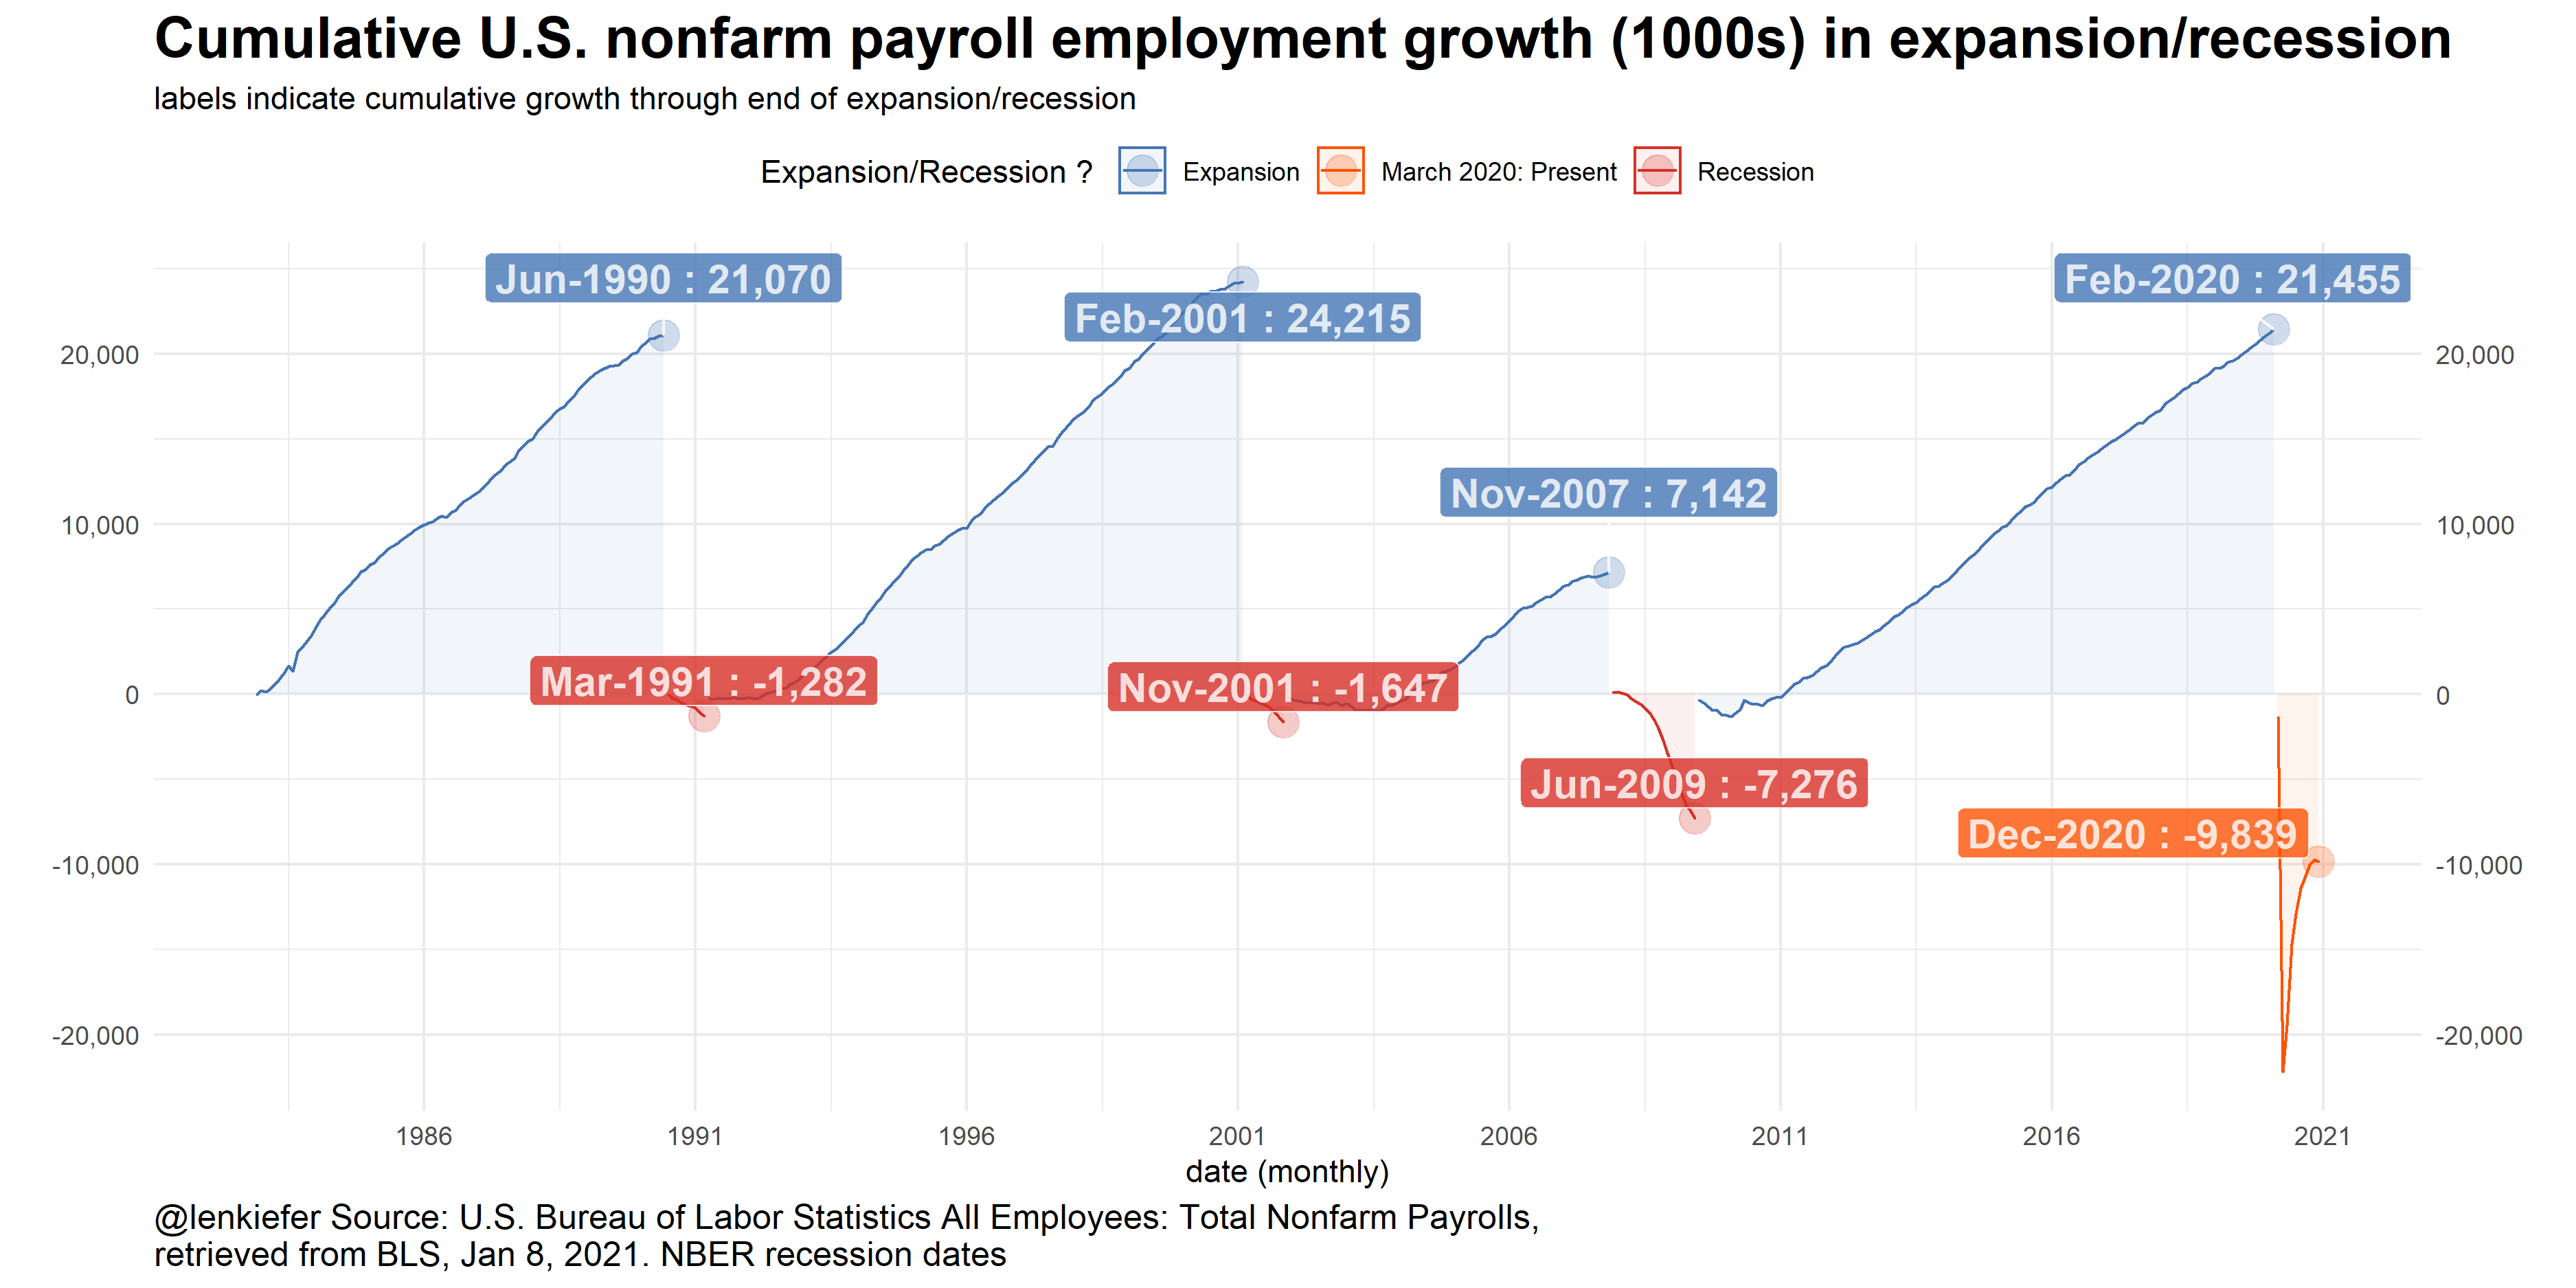 Cumulative U.S. nonfarm payroll employment growth (1000s) in expansion/recession
labels indicate cumulative growth through end of expansion/recession
Expansion/Recession ? Expansion March 2020: Present Recession
Jun-1990 : 21,070
Feb-2001 : 24,215
Feb-2020 : 21,455
20,000 20,000
Nov-2007 : 7,142
10,000 10,000
Mar-1991 : -1,282
Nov-2001 : -1,647
0 0
Jun-2009 : -7,276
Dec-2020 : -9,839
-10,000 -10,000
-20,000 -20,000
1986 1991 1996 2001 2006 2011 2016 2021
date (monthly)
@lenkiefer Source: U.S. Bureau of Labor Statistics All Employees: Total Nonfarm Payrolls,
retrieved from BLS, Jan 8, 2021. NBER recession dates